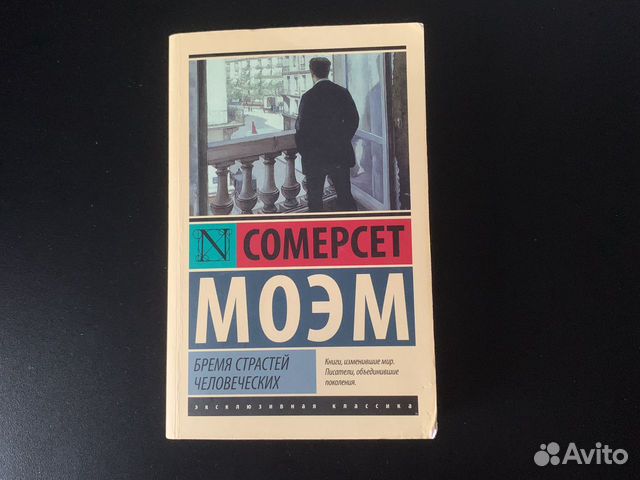 N СОМЕРСЕТ
МОЭМ
БРЕМЯ СТРАСТЕЙ
ЧЕЛОВЕЧЕСКИХ
Книги, изменившие мир.
Писатели, объединившие
поколения.
эксклюзивная классика
Avito